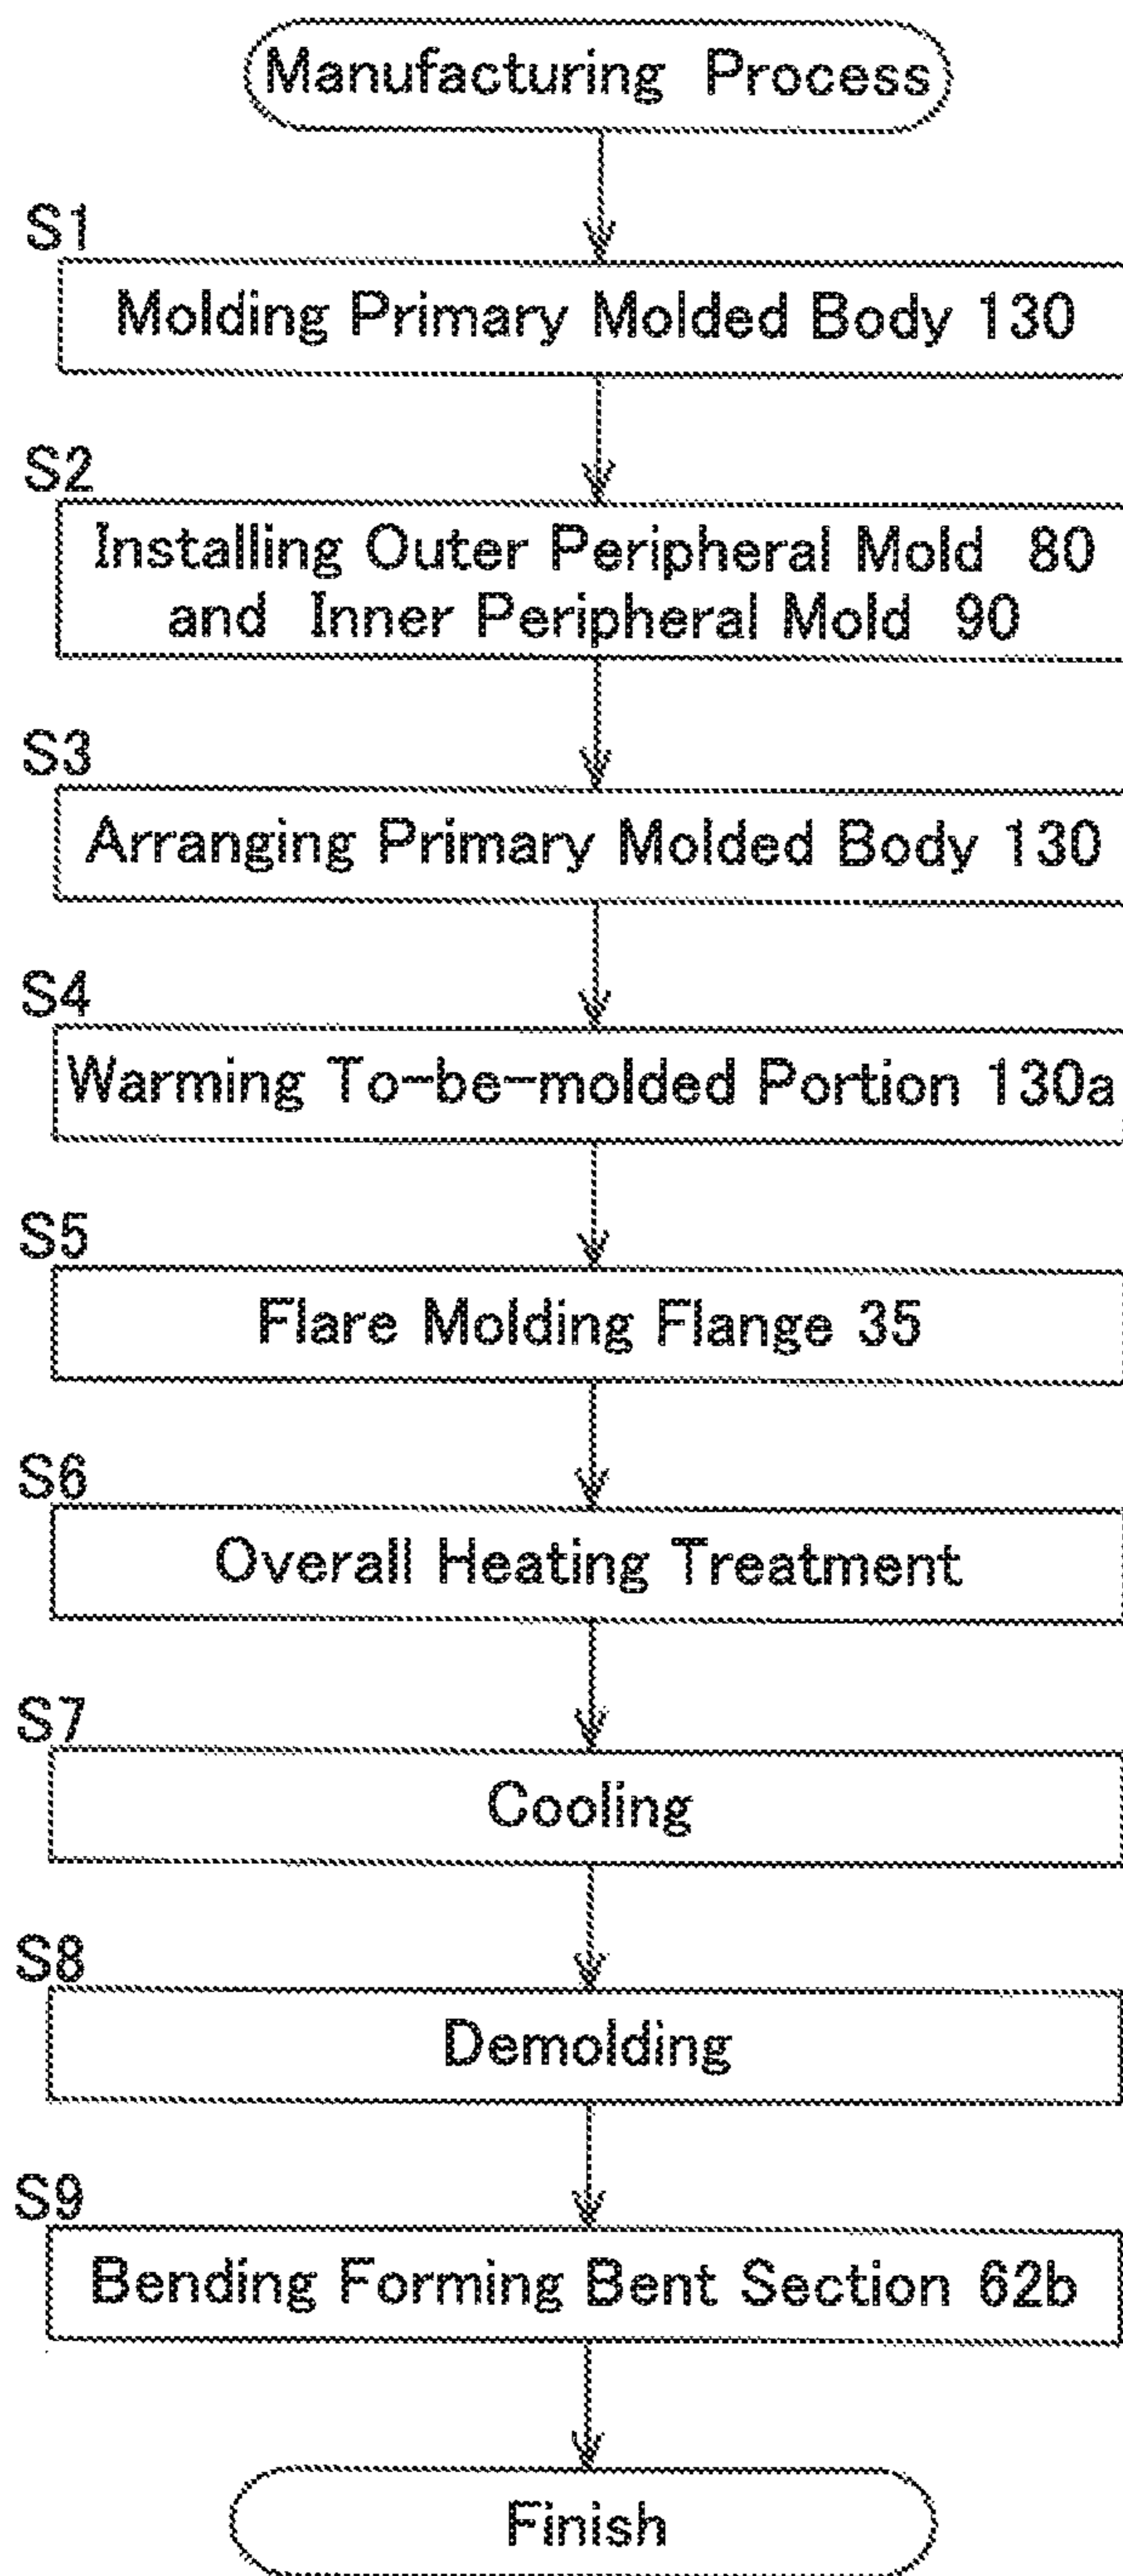 Manufacturing Process
S1
Molding Primary Molded Body 130
S2
Installing Outer Peripheral Mold 80
and Inner Peripheral Mold 90
S3
Arranging Primary Molded Body 130
S4
Warming To-be-molded Portion 130a
S5
Flare Molding Flange 35
S6
Overall Heating Treatment
S7
Cooling
S8
Demolding
S9
Bending Forming Bent Section 62b
Finish